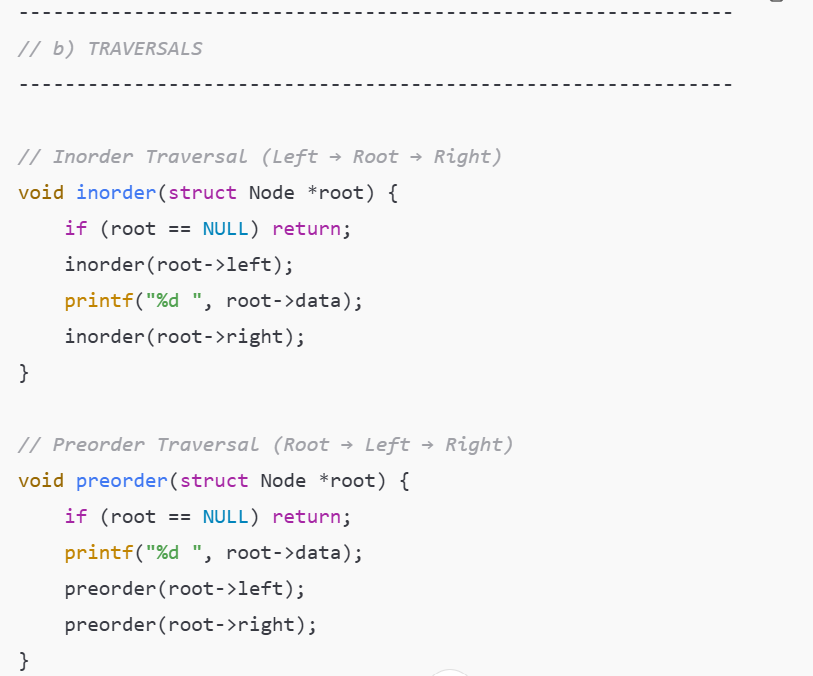 --------------------------------------------------------------
// b) TRAVERSALS
--------------------------------------------------------------
// Inorder Traversal (Left → Root → Right)
void inorder(struct Node *root) {
    if (root == NULL) return;
    inorder(root->left);
    printf("%d ", root->data);
    inorder(root->right);
}
// Preorder Traversal (Root → Left → Right)
void preorder(struct Node *root) {
    if (root == NULL) return;
    printf("%d ", root->data);
    preorder(root->left);
    preorder(root->right);
}